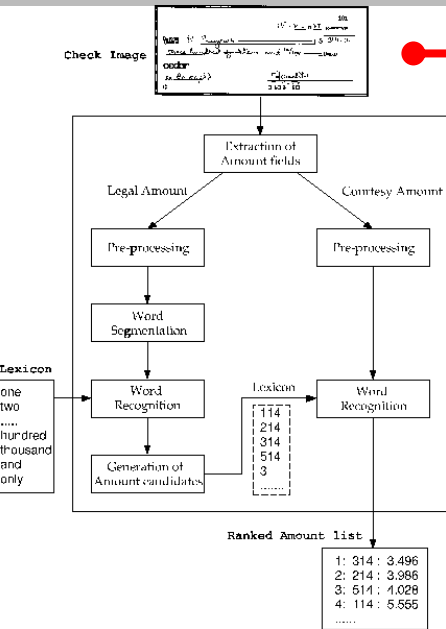 Check Image
101
cedar
Extraction of
Amount fields
Legal Amount
Courtesy Amount
Pre-processing
Pre-processing
Word
Segmentation
Lexicon
one
two
.....
hundred
thousand
and
only
Word
Recognition
Lexicon
114
214
314
514
3
........
Word
Recognition
Generation of
Amount candidates
Ranked Amount list
1: 314 : 3.496
2: 214 : 3.986
3: 514 : 4.028
4: 114 : 5.555
......